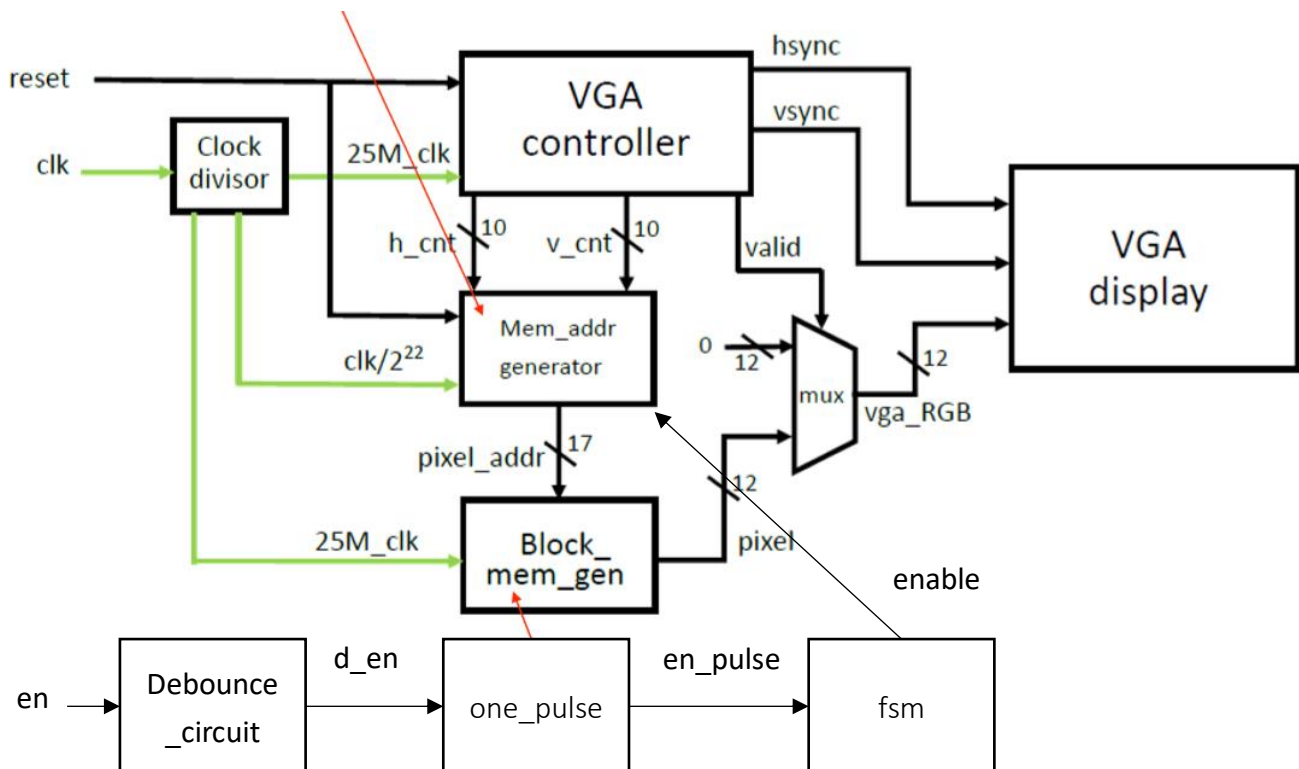 hsync
reset
VGA
controller
vsync
clk
Clock
divisor
25M_clk
h_cnt
10
v_cnt
10
valid
VGA
display
Mem_addr
generator
0
12
clk/2²²
mux
12
vga_RGB
pixel_addr
17
12
25M_clk
Block_
mem_gen
pixel
enable
en
Debounce
_circuit
d_en
one_pulse
en_pulse
fsm